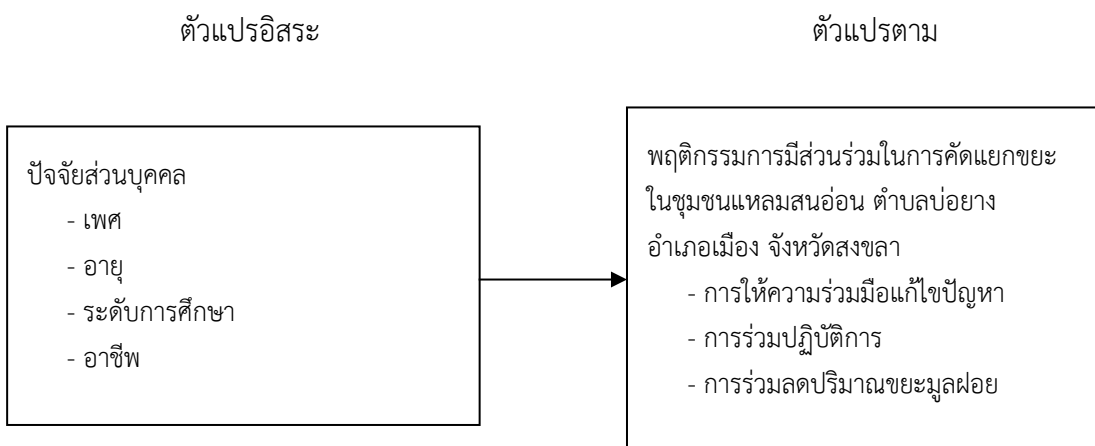 ตัวแปรอิสระ
ตัวแปรตาม
ปัจจัยส่วนบุคคล
- เพศ
- อายุ
- ระดับการศึกษา
- อาชีพ
พฤติกรรมการมีส่วนร่วมในการคัดแยกขยะ
ในชุมชนแหลมสนอ่อน ตำบลบ่อยาง
อำเภอเมือง จังหวัดสงขลา
- การให้ความร่วมมือแก้ไขปัญหา
- การร่วมปฏิบัติการ
- การร่วมลดปริมาณขยะมูลฝอย